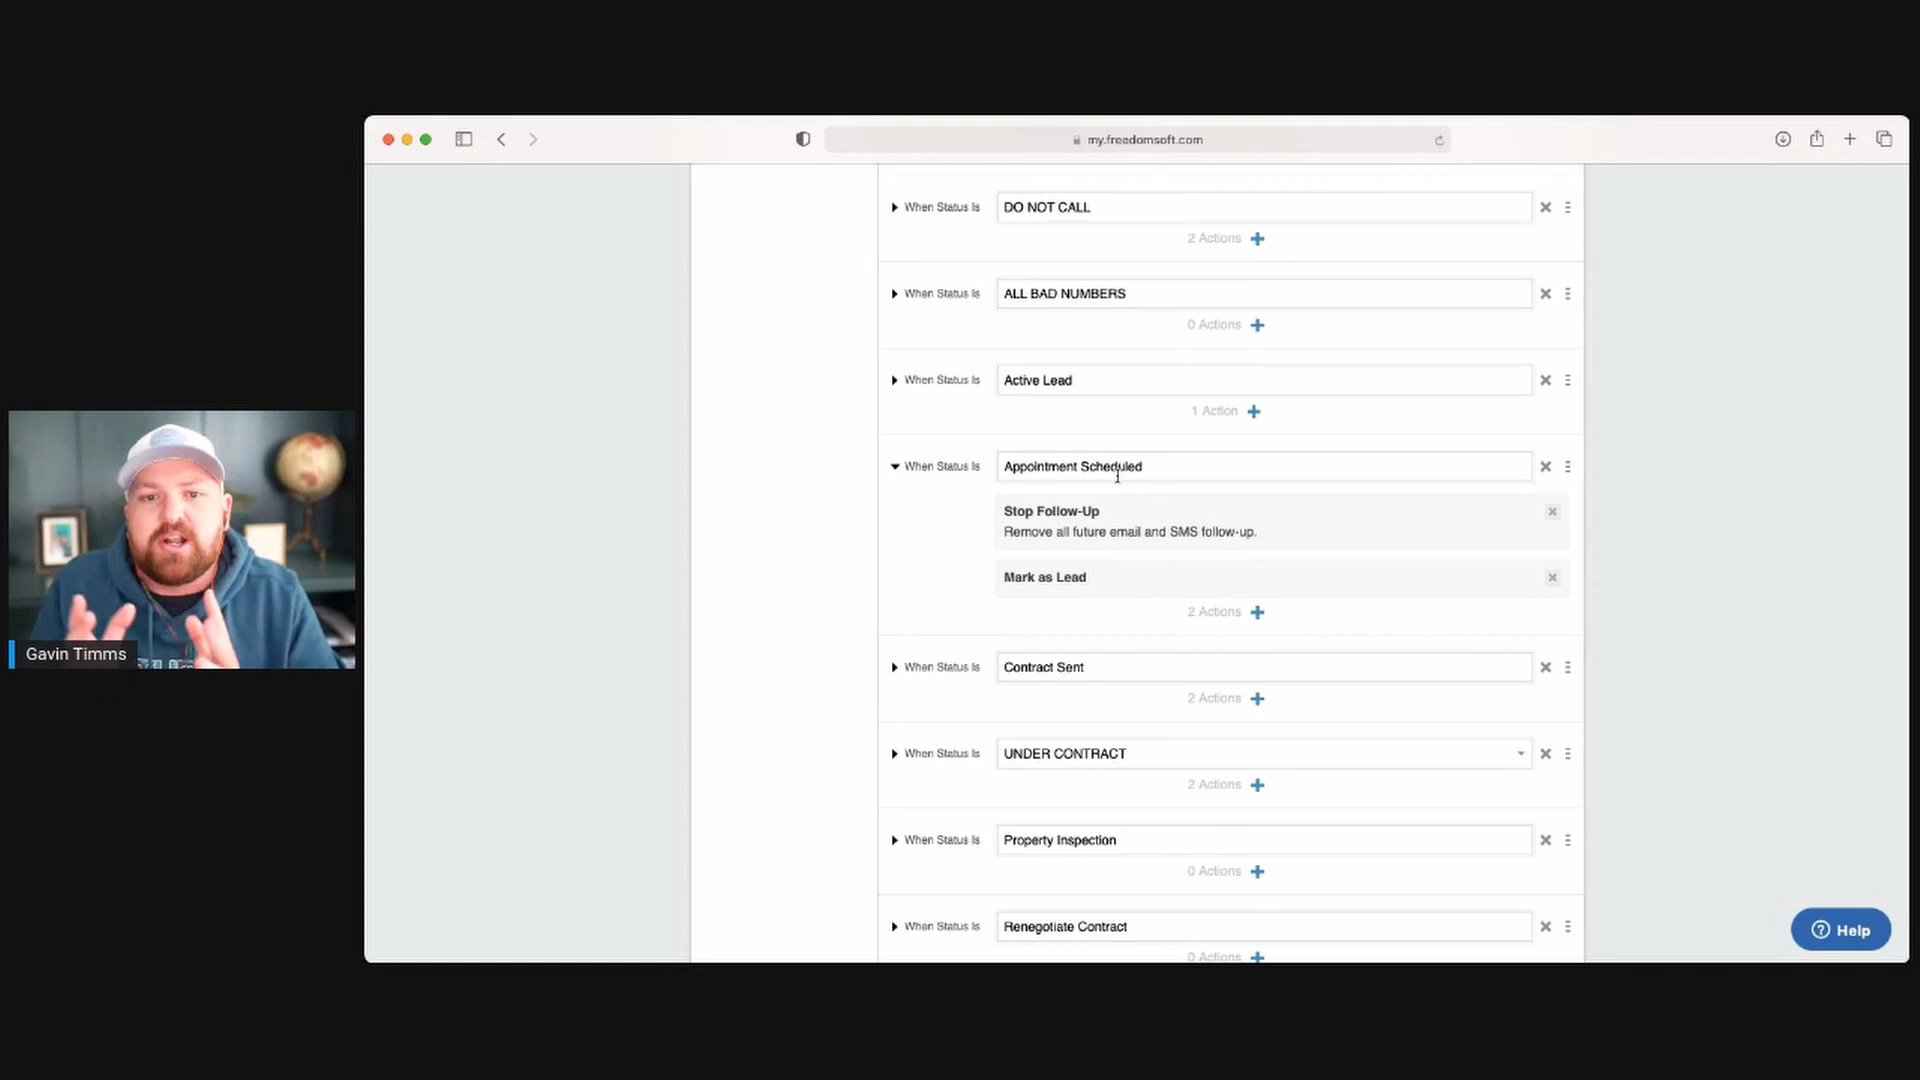 my.freedomsoft.com
When Status Is DO NOT CALL
2 Actions
When Status Is ALL BAD NUMBERS
0 Actions
When Status Is Active Lead
1 Action
When Status Is Appointment Scheduled
Stop Follow-Up
Remove all future email and SMS follow-up.
Mark as Lead
2 Actions
When Status Is Contract Sent
2 Actions
When Status Is UNDER CONTRACT
2 Actions
When Status Is Property Inspection
0 Actions
When Status Is Renegotiate Contract
0 Actions
Help
Gavin Timms